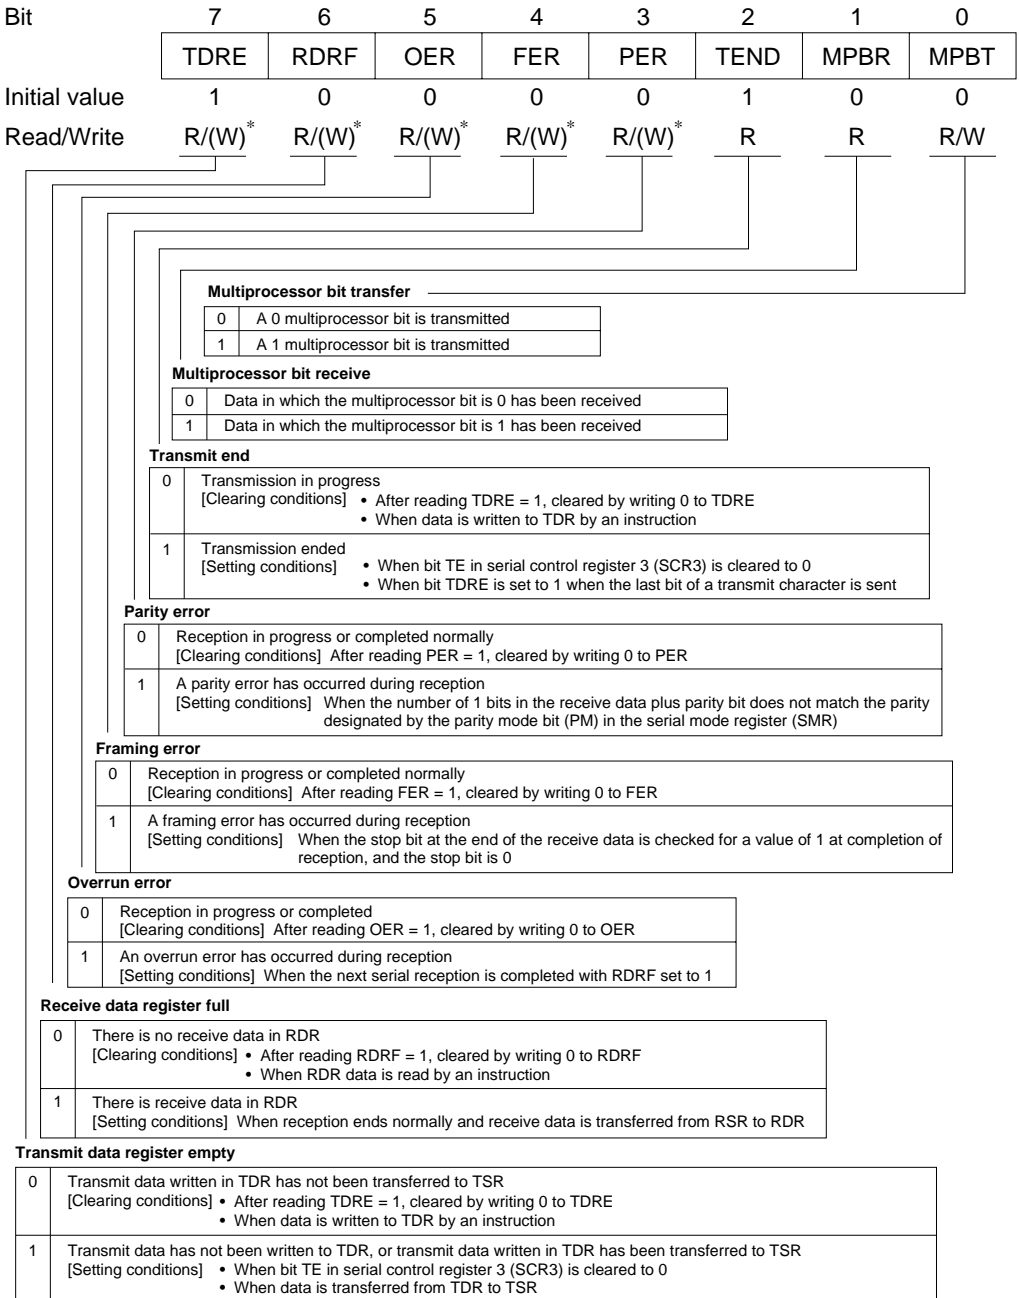 Bit 7 6 5 4 3 2 1 0
TDRE RDRF OER FER PER TEND MPBR MPBT
Initial value 1 0 0 0 0 1 0 0
Read/Write R/(W)* R/(W)* R/(W)* R/(W)* R/(W)* R R R/W
Multiprocessor bit transfer
0 A 0 multiprocessor bit is transmitted
1 A 1 multiprocessor bit is transmitted
Multiprocessor bit receive
0 Data in which the multiprocessor bit is 0 has been received
1 Data in which the multiprocessor bit is 1 has been received
Transmit end
0 Transmission in progress
[Clearing conditions] • After reading TDRE = 1, cleared by writing 0 to TDRE
• When data is written to TDR by an instruction
1 Transmission ended
[Setting conditions] • When bit TE in serial control register 3 (SCR3) is cleared to 0
• When bit TDRE is set to 1 when the last bit of a transmit character is sent
Parity error
0 Reception in progress or completed normally
[Clearing conditions] After reading PER = 1, cleared by writing 0 to PER
1 A parity error has occurred during reception
[Setting conditions] When the number of 1 bits in the receive data plus parity bit does not match the parity
designated by the parity mode bit (PM) in the serial mode register (SMR)
Framing error
0 Reception in progress or completed normally
[Clearing conditions] After reading FER = 1, cleared by writing 0 to FER
1 A framing error has occurred during reception
[Setting conditions] When the stop bit at the end of the receive data is checked for a value of 1 at completion of
reception, and the stop bit is 0
Overrun error
0 Reception in progress or completed
[Clearing conditions] After reading OER = 1, cleared by writing 0 to OER
1 An overrun error has occurred during reception
[Setting conditions] When the next serial reception is completed with RDRF set to 1
Receive data register full
0 There is no receive data in RDR
[Clearing conditions] • After reading RDRF = 1, cleared by writing 0 to RDRF
• When RDR data is read by an instruction
1 There is receive data in RDR
[Setting conditions] When reception ends normally and receive data is transferred from RSR to RDR
Transmit data register empty
0 Transmit data written in TDR has not been transferred to TSR
[Clearing conditions] • After reading TDRE = 1, cleared by writing 0 to TDRE
• When data is written to TDR by an instruction
1 Transmit data has not been written to TDR, or transmit data written in TDR has been transferred to TSR
[Setting conditions] • When bit TE in serial control register 3 (SCR3) is cleared to 0
• When data is transferred from TDR to TSR